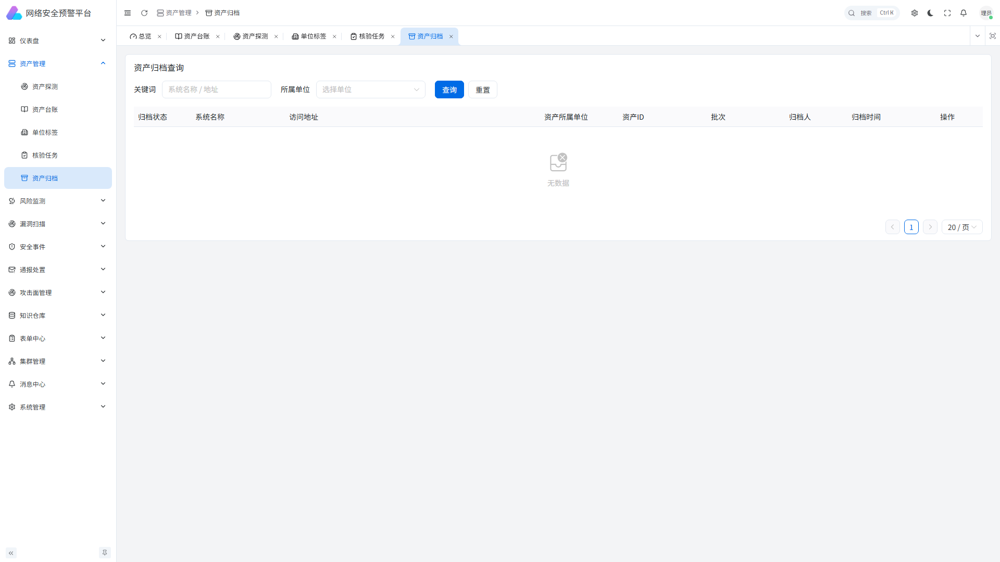 网络安全预警平台
资产管理
资产归档
搜索
Ctrl K
理员
总览
资产台账
资产探测
单位标签
核验任务
资产归档
仪表盘
资产管理
资产探测
资产台账
单位标签
核验任务
资产归档
风险监测
漏洞扫描
安全事件
通报处置
攻击面管理
知识仓库
表单中心
集群管理
消息中心
系统管理
资产归档查询
关键词 系统名称 / 地址 所属单位 选择单位 查询 重置
归档状态 系统名称 访问地址 资产所属单位 资产ID 批次 归档人 归档时间 操作
无数据
1 20 / 页